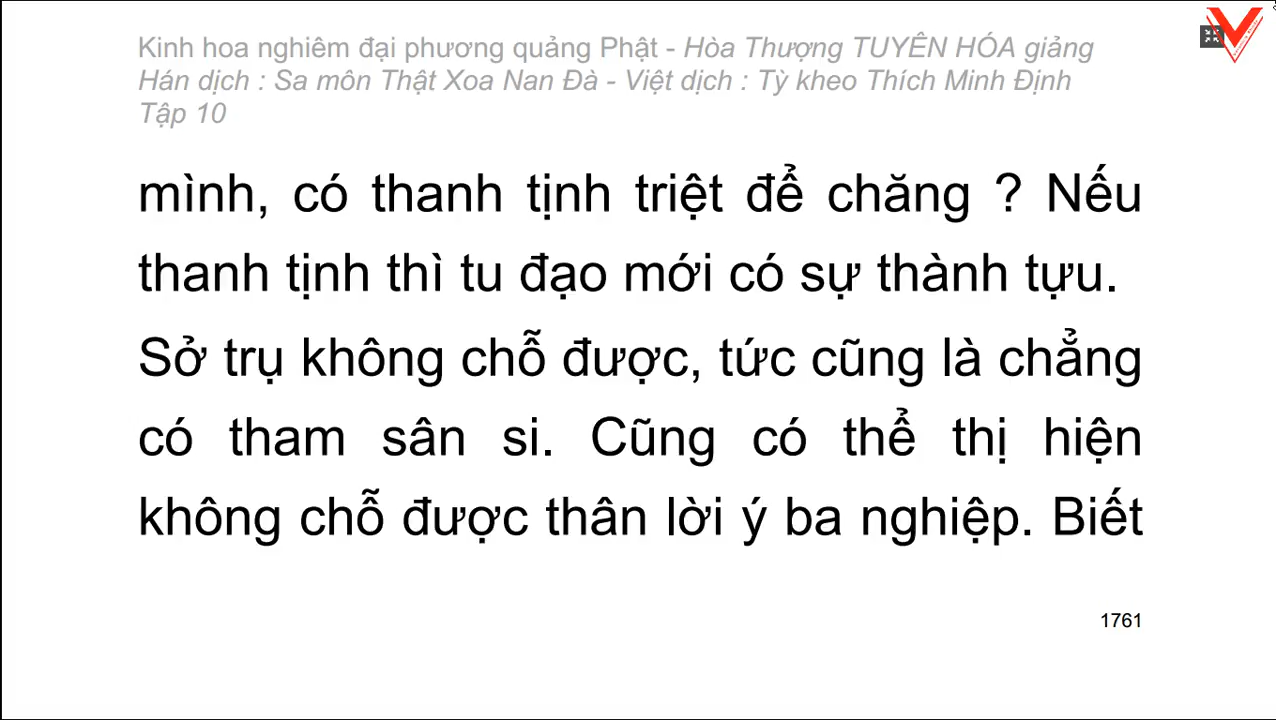 Kinh hoa nghiêm đại phương quảng Phật - Hòa Thượng TUYÊN HÓA giảng
Hán dịch : Sa môn Thật Xoa Nan Đà - Việt dịch : Tỳ kheo Thích Minh Định
Tập 10
mình, có thanh tịnh triệt để chăng ? Nếu
thanh tịnh thì tu đạo mới có sự thành tựu.
Sở trụ không chỗ được, tức cũng là chẳng
có tham sân si. Cũng có thể thị hiện
không chỗ được thân lời ý ba nghiệp. Biết
1761